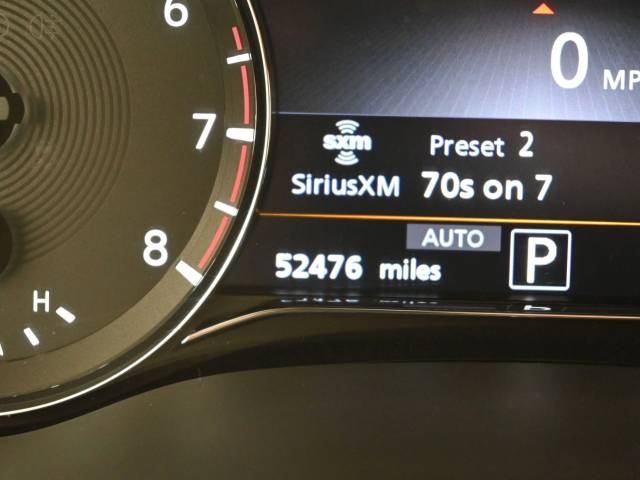 6
7
8
H
0 MP
sxm Preset 2
SiriusXM 70s on 7
AUTO
52476 miles P